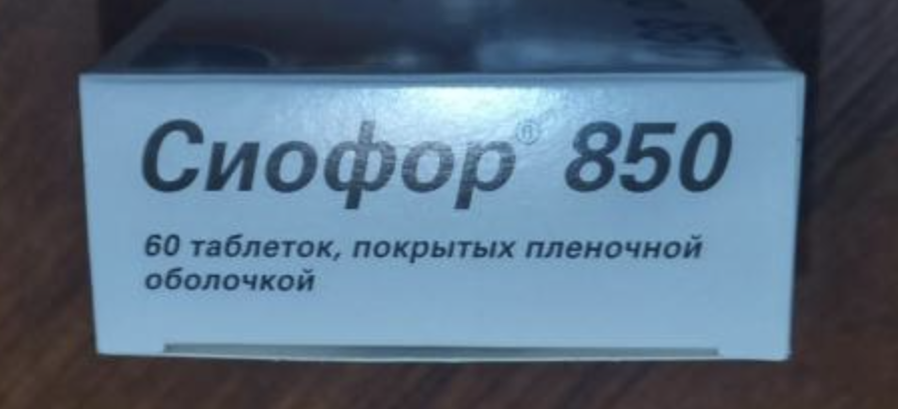 Сиофор® 850
60 таблеток, покрытых пленочной
оболочкой